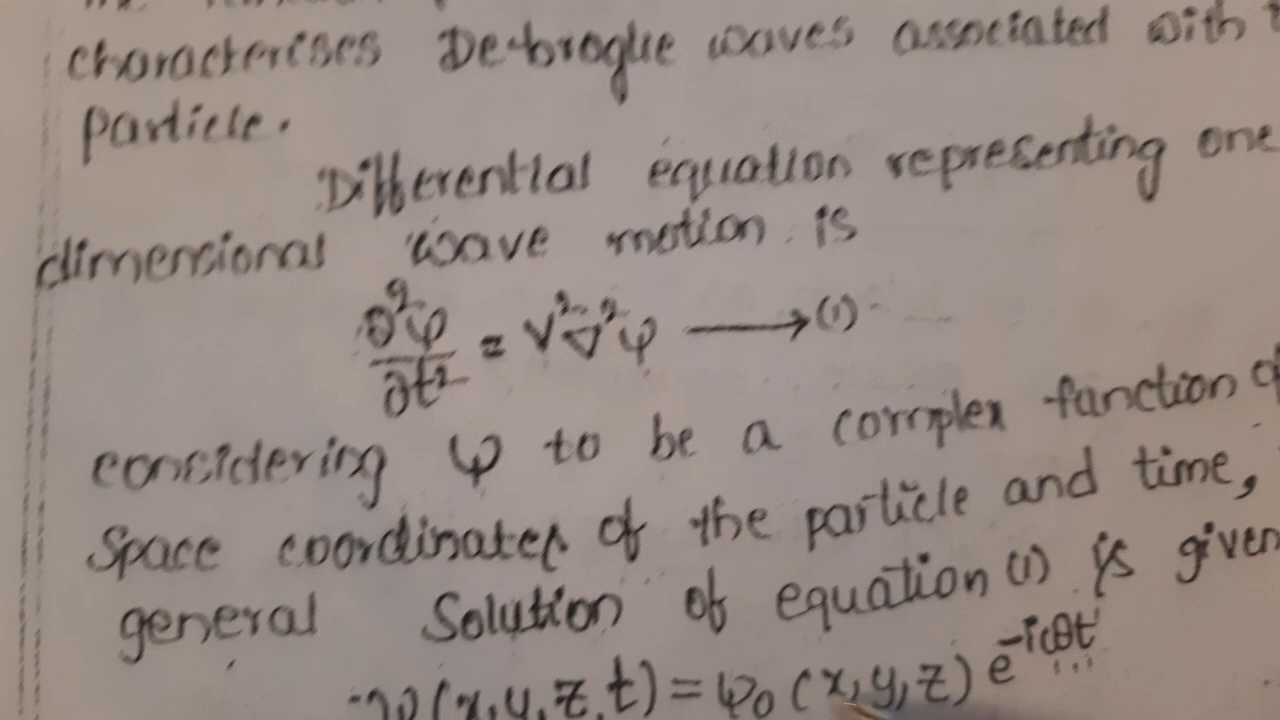 characterises De-broglie waves associated with
particle.
Differential equation representing one
dimensional wave motion is
∂²ψ/∂t² = V²∇²ψ ⟶(1)
considering ψ to be a complex function of
space coordinates of the particle and time,
general solution of equation (1) is given
ψ(x,y,z,t) = ψ₀(x,y,z) e^-iωt